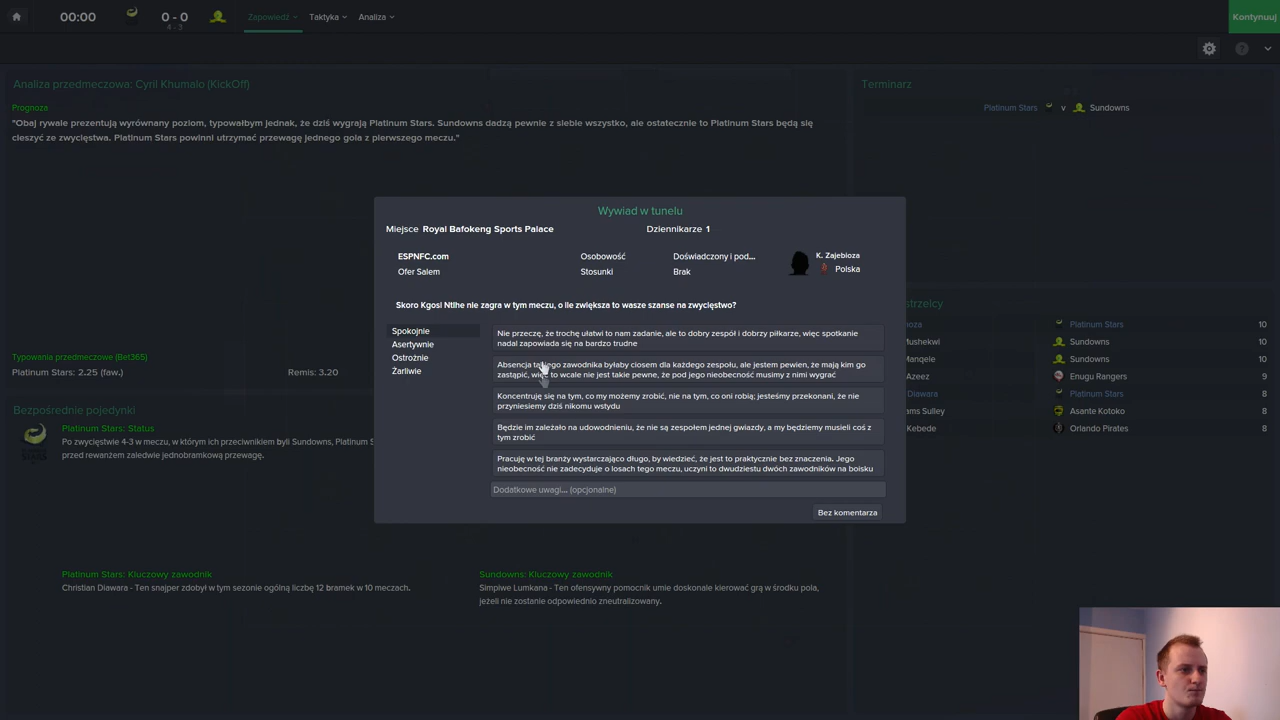 00:00
0 - 0
4 - 3
Zapowiedź
Taktyka
Analiza
Kontynuuj
Analiza przedmeczowa: Cyril Khumalo (KickOff)
Prognoza
"Obaj rywale prezentują wyrównany poziom, typowałbym jednak, że dziś wygrają Platinum Stars. Sundowns dadzą pewnie z siebie wszystko, ale ostatecznie to Platinum Stars będą się
cieszyć ze zwycięstwa. Platinum Stars powinni utrzymać przewagę jednego gola z pierwszego meczu."
Terminarz
Platinum Stars v Sundowns
Wywiad w tunelu
Miejsce Royal Bafokeng Sports Palace
Dziennikarze 1
ESPNFC.com
Osobowość
Doświadczony i pod...
Ofer Salem
Stosunki
Brak
K. Zajebioza
Polska
Skoro Kgosi Ntlhe nie zagra w tym meczu, o ile zwiększa to wasze szanse na zwycięstwo?
Spokojnie
Asertywnie
Ostrożnie
Żarliwie
Nie przeczę, że trochę ułatwi to nam zadanie, ale to dobry zespół i dobrzy piłkarze, więc spotkanie
nadal zapowiada się na bardzo trudne
Absencja go zawodnika byłaby ciosem dla każdego zespołu, ale jestem pewien, że mają kim go
zastąpić, to wcale nie jest takie pewne, że pod jego nieobecność musimy z nimi wygrać
Koncentruję się na tym, co my możemy zrobić, nie na tym, co oni robią; jesteśmy przekonani, że nie
przyniesiemy dziś nikomu wstydu
Będzie im zależało na udowodnieniu, że nie są zespołem jednej gwiazdy, a my będziemy musieli coś z
tym zrobić
Pracuję w tej branży wystarczająco długo, by wiedzieć, że jest to praktycznie bez znaczenia. Jego
nieobecność nie zadecyduje o losach tego meczu, uczyni to dwudziestu dwóch zawodników na boisku
Dodatkowe uwagi... (opcjonalne)
Bez komentarza
strzelcy
ioza Platinum Stars 10
Mushekwi Sundowns 10
Manqele Sundowns 10
Azeez Enugu Rangers 9
Diawara Platinum Stars 8
ams Sulley Asante Kotoko 8
Kebede Orlando Pirates 8
Typowania przedmeczowe (Bet365)
Platinum Stars: 2.25 (faw.)
Remis: 3.20
Bezpośrednie pojedynki
Platinum Stars: Status
Po zwycięstwie 4-3 w meczu, w którym ich przeciwnikiem byli Sundowns, Platinum S
przed rewanżem zaledwie jednobramkową przewagę.
Platinum Stars: Kluczowy zawodnik
Christian Diawara - Ten snajper zdobył w tym sezonie ogólną liczbę 12 bramek w 10 meczach.
Sundowns: Kluczowy zawodnik
Simpiwe Lumkana - Ten ofensywny pomocnik umie doskonale kierować grą w środku pola,
jeżeli nie zostanie odpowiednio zneutralizowany.